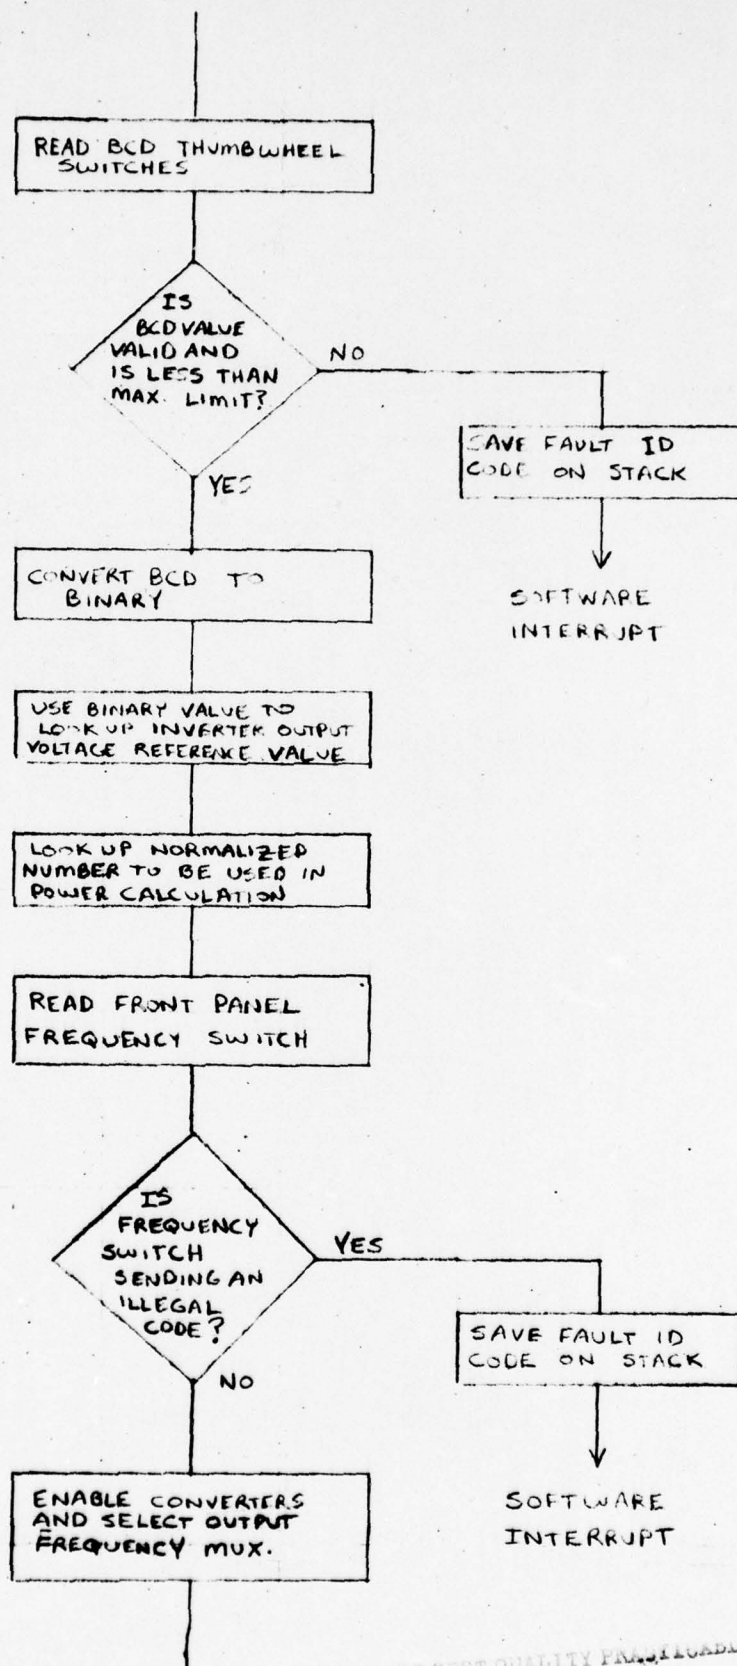 READ BCD THUMBWHEEL
SWITCHES
IS
BCD VALUE
VALID AND
IS LESS THAN
MAX. LIMIT?
NO
SAVE FAULT ID
CODE ON STACK
SOFTWARE
INTERRUPT
YES
CONVERT BCD TO
BINARY
USE BINARY VALUE TO
LOOK UP INVERTER OUTPUT
VOLTAGE REFERENCE VALUE
LOOK UP NORMALIZED
NUMBER TO BE USED IN
POWER CALCULATION
READ FRONT PANEL
FREQUENCY SWITCH
IS
FREQUENCY
SWITCH
SENDING AN
ILLEGAL
CODE?
YES
SAVE FAULT ID
CODE ON STACK
SOFTWARE
INTERRUPT
NO
ENABLE CONVERTERS
AND SELECT OUTPUT
FREQUENCY MUX.
QUALITY